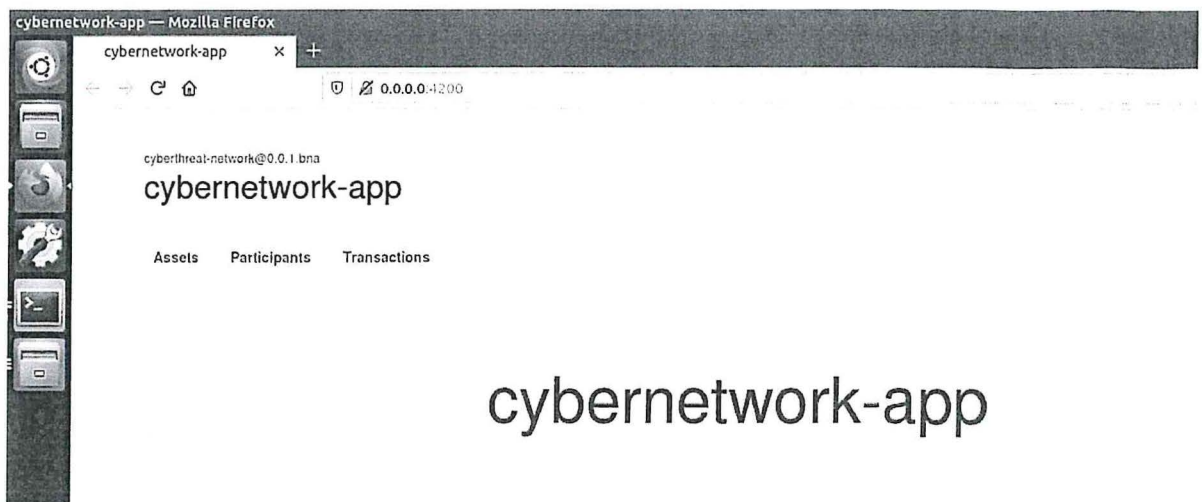 cybernetwork-app — Mozilla Firefox
cybernetwork-app × +
0.0.0.0:4200
cyberthreat-network@0.0.1.bna
cybernetwork-app
Assets Participants Transactions
cybernetwork-app